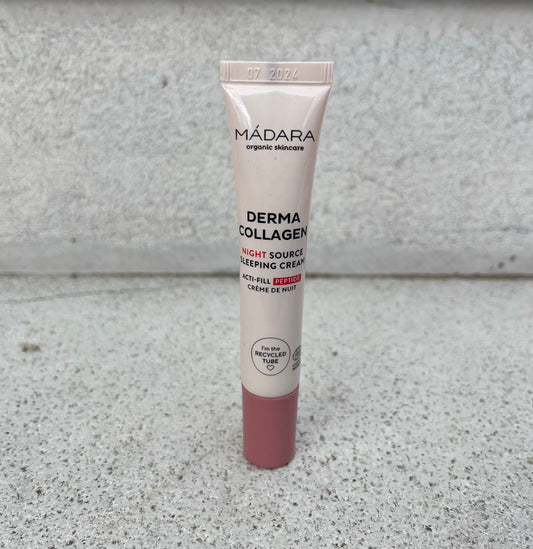 07 2024
MÁDARA
organic skincare
DERMA
COLLAGEN
NIGHT SOURCE
SLEEPING CREAM
ACTI-FILL PEPTIDE
CRÈME DE NUIT
I'm the
RECYCLED
TUBE